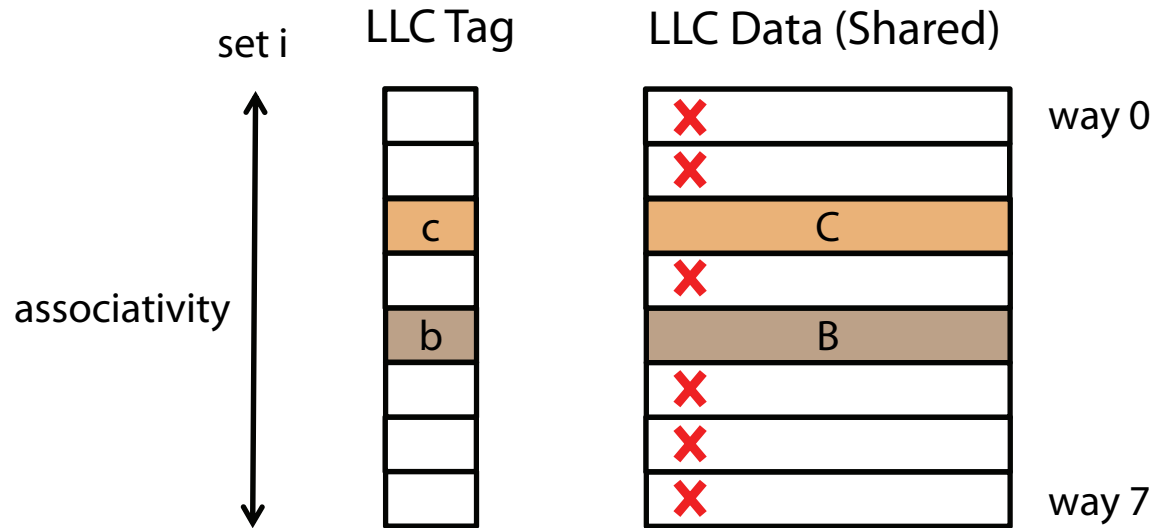 set i
LLC Tag
LLC Data (Shared)
way 0
c
C
associativity
b
B
way 7